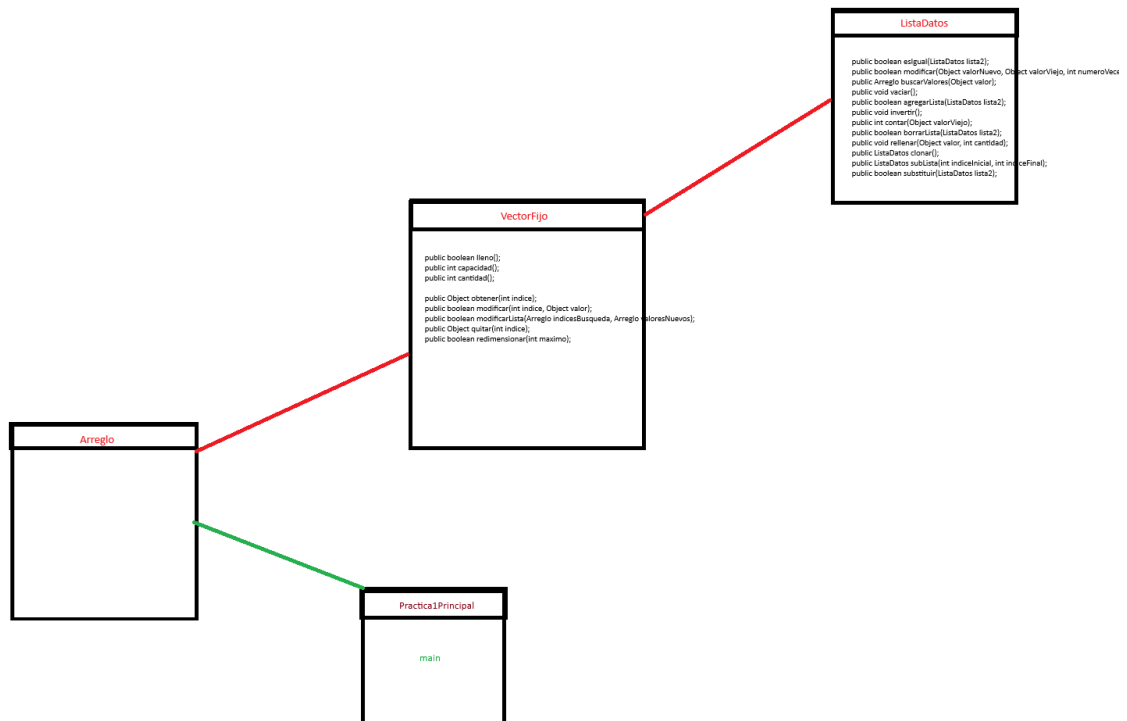 ListaDatos
public boolean esIgual(ListaDatos lista2);
public boolean modificar(Object valorNuevo, Object valorViejo, int numeroVece
public Arreglo buscarValores(Object valor);
public void vaciar();
public boolean agregarLista(ListaDatos lista2);
public void invertir();
public int contar(Object valorViejo);
public boolean borrarLista(ListaDatos lista2);
public void rellenar(Object valor, int cantidad);
public ListaDatos clonar();
public ListaDatos subLista(int indiceInicial, int indiceFinal);
public boolean substituir(ListaDatos lista2);
VectorFijo
public boolean lleno();
public int capacidad();
public int cantidad();
public Object obtener(int indice);
public boolean modificar(int indice, Object valor);
public boolean modificarLista(Arreglo indicesBusqueda, Arreglo valoresNuevos);
public Object quitar(int indice);
public boolean redimensionar(int maximo);
Arreglo
Practica1Principal
main